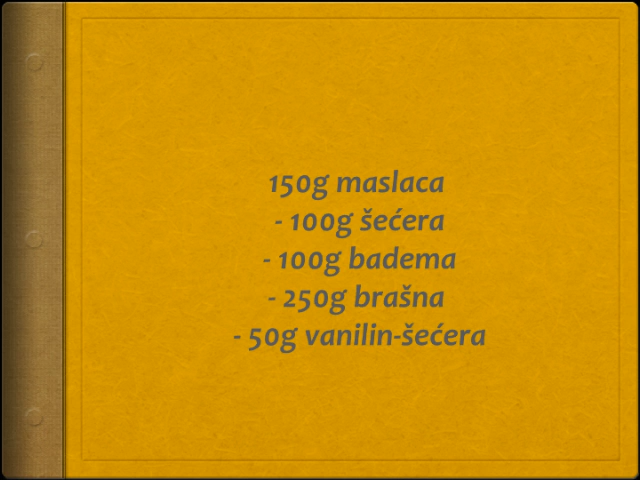 150g maslaca
- 100g šećera
- 100g badema
- 250g brašna
- 50g vanilin-šećera